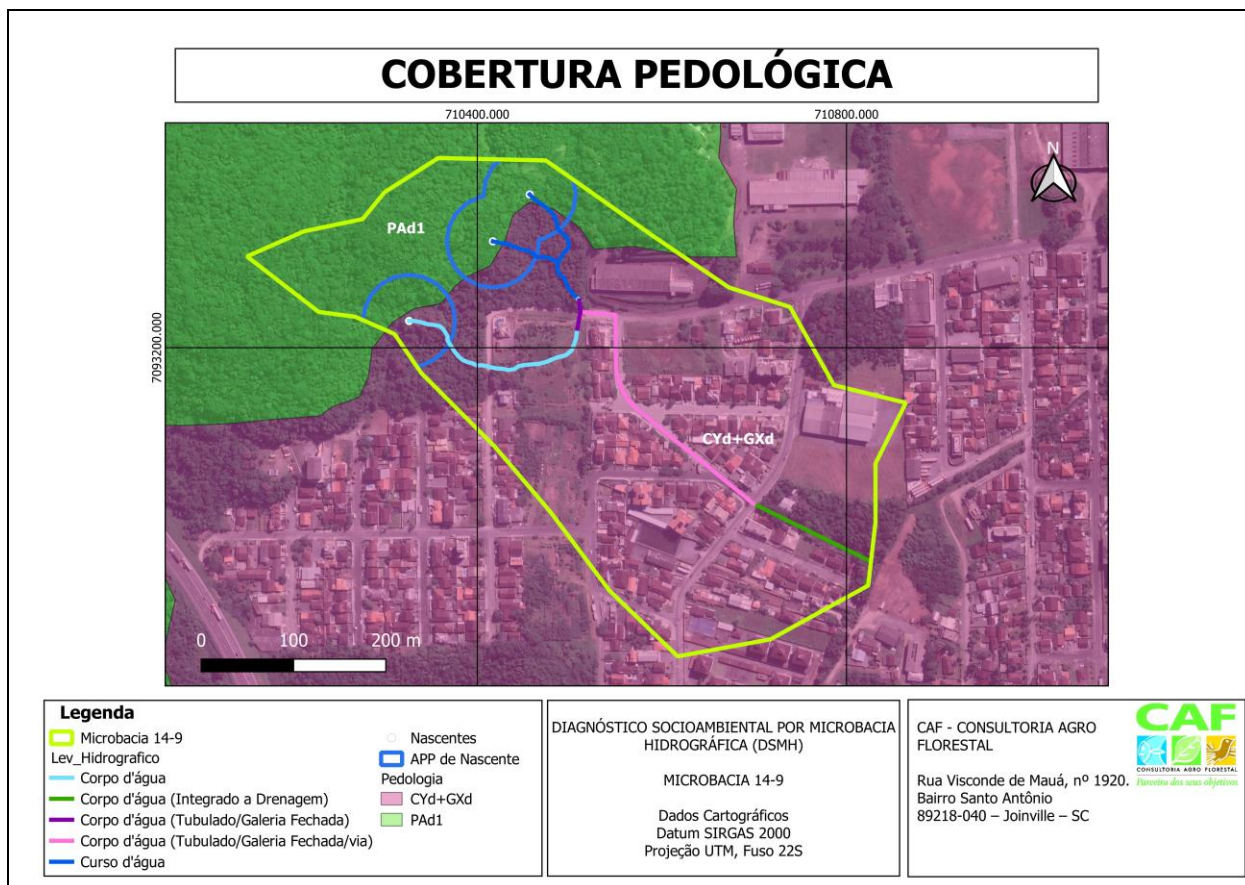 COBERTURA PEDOLÓGICA
710400.000
710800.000
N
PAd1
7093200.000
CYd+GXd
0 100 200 m
Legenda
Microbacia 14-9
Lev_Hidrografico
Corpo d'água
Corpo d'água (Integrado a Drenagem)
Corpo d'água (Tubulado/Galeria Fechada)
Corpo d'água (Tubulado/Galeria Fechada/via)
Curso d'água
Nascentes
APP de Nascente
Pedologia
CYd+GXd
PAd1
DIAGNÓSTICO SOCIOAMBIENTAL POR MICROBACIA
HIDROGRÁFICA (DSMH)
MICROBACIA 14-9
Dados Cartográficos
Datum SIRGAS 2000
Projeção UTM, Fuso 22S
CAF - CONSULTORIA AGRO
FLORESTAL
Rua Visconde de Mauá, nº 1920.
Bairro Santo Antônio
89218-040 – Joinville – SC
CAF
CONSULTORIA AGRO FLORESTAL
Parceira dos seus objetivos